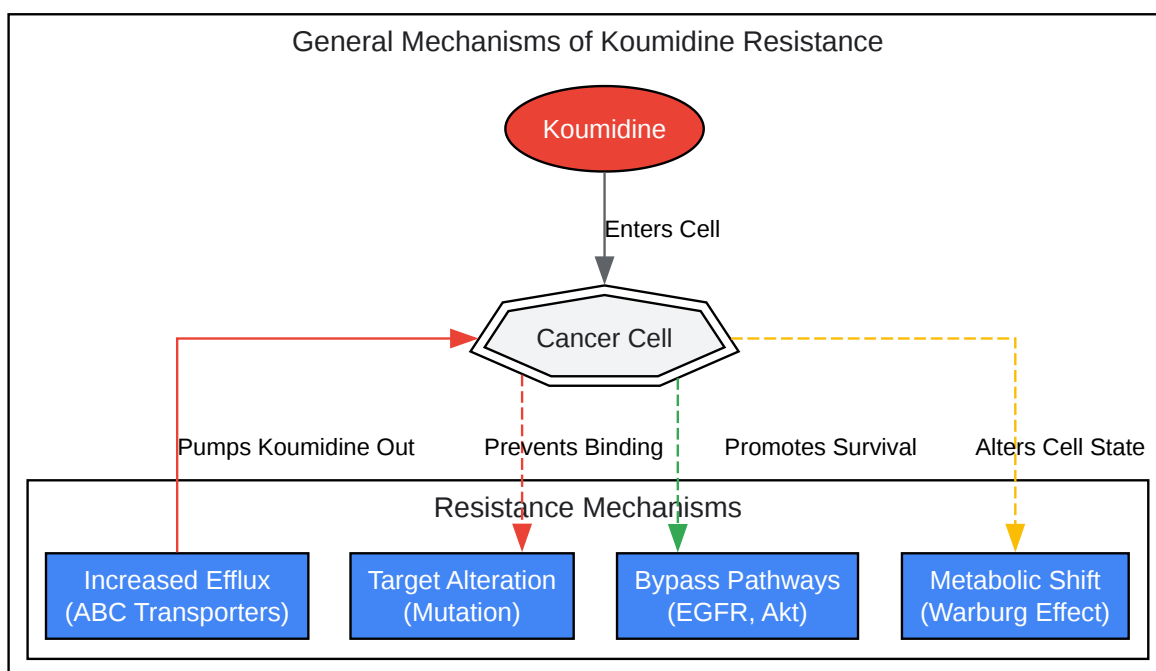 General Mechanisms of Koumidine Resistance
Koumidine
Enters Cell
Cancer Cell
Pumps Koumidine Out
Prevents Binding
Promotes Survival
Alters Cell State
Resistance Mechanisms
Increased Efflux
(ABC Transporters)
Target Alteration
(Mutation)
Bypass Pathways
(EGFR, Akt)
Metabolic Shift
(Warburg Effect)